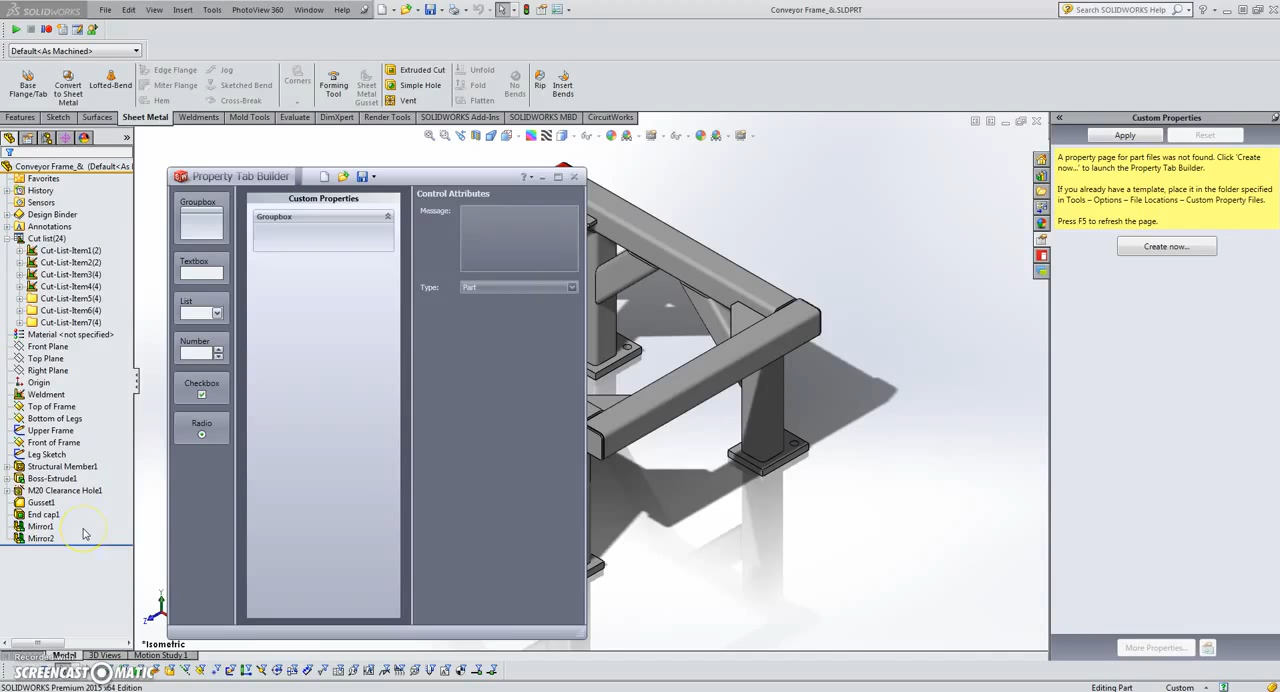 SOLIDWORKS File Edit View Insert Tools PhotoView 360 Window Help Conveyor Frame_&.SLDPRT Search SOLIDWORKS Help
Default<As Machined>
Base Flange/Tab
Convert to Sheet Metal
Lofted-Bend
Edge Flange
Miter Flange
Hem
Jog
Sketched Bend
Cross-Break
Corners
Forming Tool
Sheet Metal Gusset
Extruded Cut
Simple Hole
Vent
Unfold
Fold
Flatten
No Bends
Rip
Insert Bends
Features Sketch Surfaces Sheet Metal Weldments Mold Tools Evaluate DimXpert Render Tools SOLIDWORKS Add-Ins SOLIDWORKS MBD CircuitWorks
Conveyor Frame_& (Default<As I
Favorites
History
Sensors
Design Binder
Annotations
Cut list(24)
Cut-List-Item1(2)
Cut-List-Item2(2)
Cut-List-Item3(4)
Cut-List-Item4(4)
Cut-List-Item5(4)
Cut-List-Item6(4)
Cut-List-Item7(4)
Material <not specified>
Front Plane
Top Plane
Right Plane
Origin
Weldment
Top of Frame
Bottom of Legs
Upper Frame
Front of Frame
Leg Sketch
Structural Member1
Boss-Extrude1
M20 Clearance Hole1
Gusset1
End cap1
Mirror1
Mirror2
Property Tab Builder
Groupbox
Textbox
List
Number
Checkbox
Radio
Custom Properties
Groupbox
Control Attributes
Message:
Type: Part
Custom Properties
Apply Reset
A property page for part files was not found. Click 'Create
now...' to launch the Property Tab Builder.
If you already have a template, place it in the folder specified
in Tools – Options – File Locations – Custom Property Files.
Press F5 to refresh the page.
Create now...
More Properties...
Y
Z
*Isometric
Model 3D Views Motion Study 1
SCREENCAST MATIC
SOLIDWORKS Premium 2015 x64 Edition Editing Part Custom